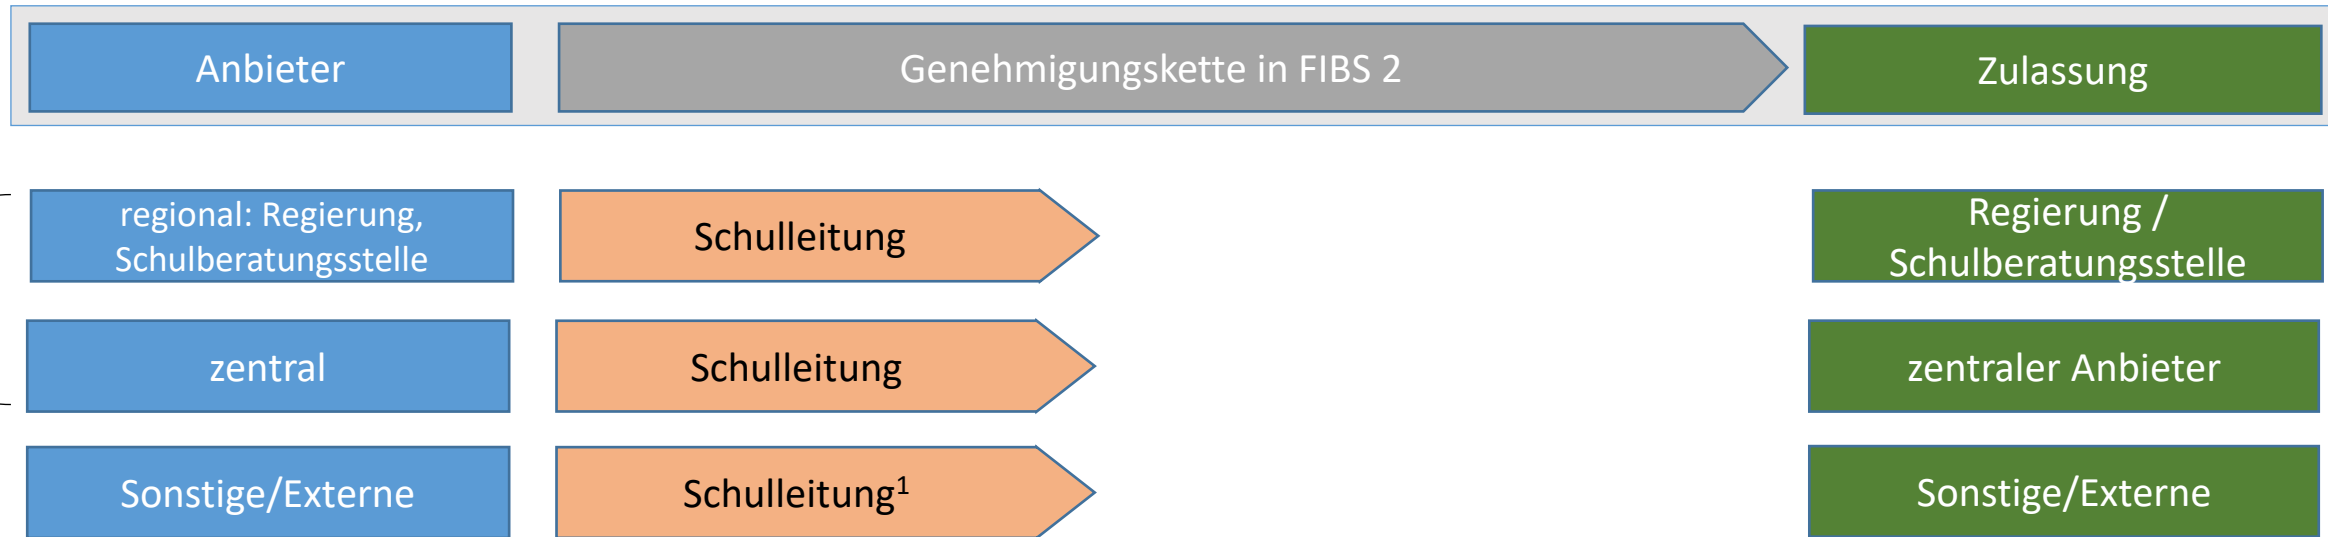 Anbieter
Genehmigungskette in FIBS 2
Zulassung
regional: Regierung,
Schulberatungsstelle
Schulleitung
Regierung /
Schulberatungsstelle
zentral
Schulleitung
zentraler Anbieter
Sonstige/Externe
Schulleitung¹
Sonstige/Externe